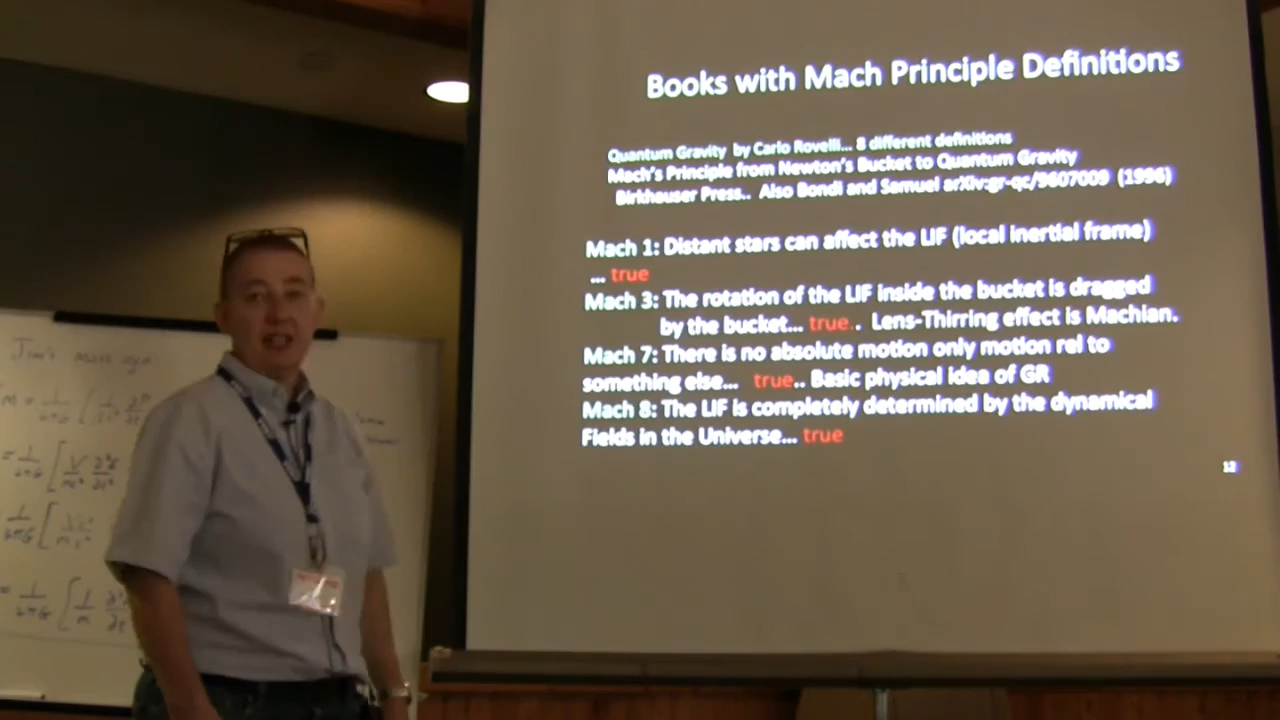 Books with Mach Principle Definitions
Quantum Gravity by Carlo Rovelli... 8 different definitions
Mach's Principle from Newton's Bucket to Quantum Gravity
Birkhauser Press.. Also Bondi and Samuel arXiv:gr-qc/9607009 (1996)
Mach 1: Distant stars can affect the LIF (local inertial frame)
... true
Mach 3: The rotation of the LIF inside the bucket is dragged
by the bucket... true.. Lens-Thirring effect is Machian.
Mach 7: There is no absolute motion only motion rel to
something else... true.. Basic physical idea of GR
Mach 8: The LIF is completely determined by the dynamical
Fields in the Universe... true
12
Jim's mass eqn